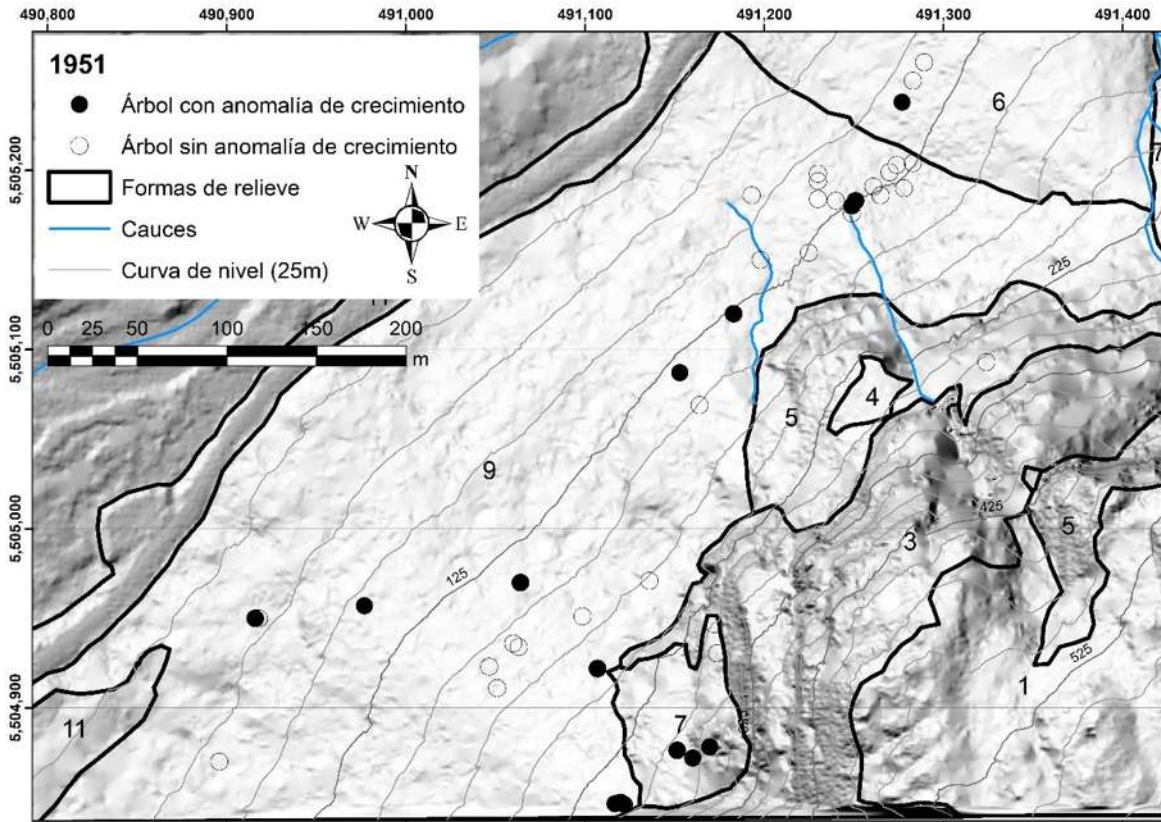 490,800 490,900 491,000 491,100 491,200 491,300 491,400
1951
Árbol con anomalía de crecimiento
Árbol sin anomalía de crecimiento
Formas de relieve
Cauces
Curva de nivel (25m)
N
W E
S
0 25 50 100 150 200
m
5,505,200
5,505,100
5,505,000
5,504,900
6
7
11
225
4
5
9
425
5
3
125
525
1
11
7